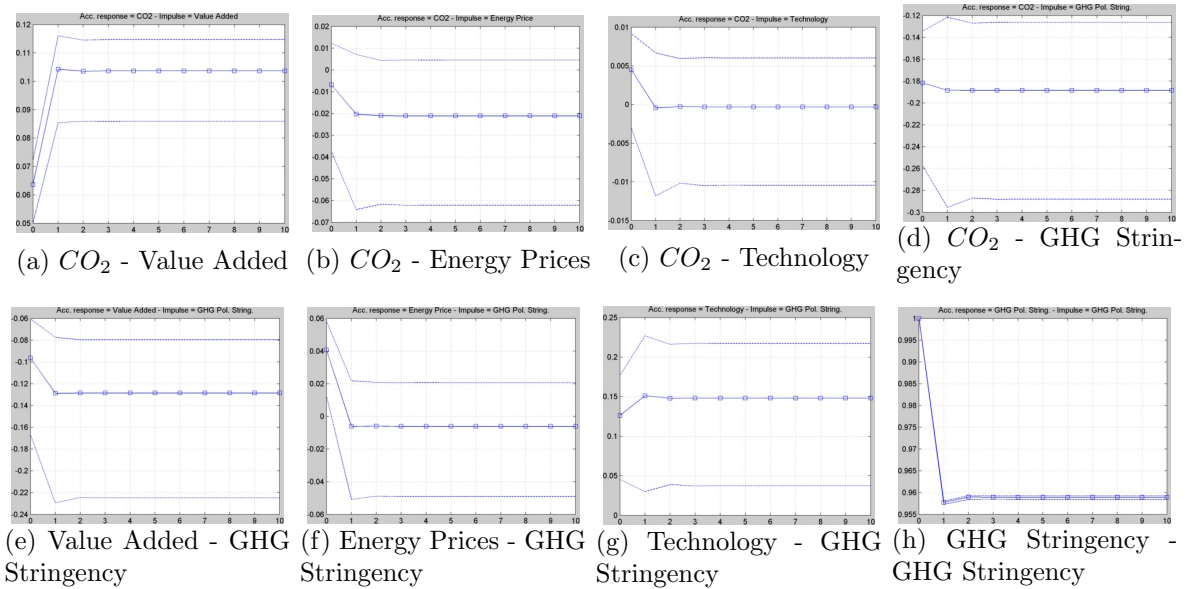 Acc. response = CO2 - Impulse = Value Added
0.12
0.11
0.1
0.09
0.08
0.07
0.06
0.05
0 1 2 3 4 5 6 7 8 9 10
(a) CO2 - Value Added
Acc. response = CO2 - Impulse = Energy Price
0.02
0.01
0
-0.01
-0.02
-0.03
-0.04
-0.05
-0.06
-0.07
0 1 2 3 4 5 6 7 8 9 10
(b) CO2 - Energy Prices
Acc. response = CO2 - Impulse = Technology
0.01
0.005
0
-0.005
-0.01
-0.015
0 1 2 3 4 5 6 7 8 9 10
(c) CO2 - Technology
Acc. response = CO2 - Impulse = GHG Pol. String.
-0.12
-0.14
-0.16
-0.18
-0.2
-0.22
-0.24
-0.26
-0.28
-0.3
0 1 2 3 4 5 6 7 8 9 10
(d) CO2 - GHG Strin-
gency
Acc. response = Value Added - Impulse = GHG Pol. String.
-0.06
-0.08
-0.1
-0.12
-0.14
-0.16
-0.18
-0.2
-0.22
-0.24
0 1 2 3 4 5 6 7 8 9 10
(e) Value Added - GHG
Stringency
Acc. response = Energy Price - Impulse = GHG Pol. String.
0.06
0.04
0.02
0
-0.02
-0.04
-0.06
0 1 2 3 4 5 6 7 8 9 10
(f) Energy Prices - GHG
Stringency
Acc. response = Technology - Impulse = GHG Pol. String.
0.25
0.2
0.15
0.1
0.05
0
0 1 2 3 4 5 6 7 8 9 10
(g) Technology - GHG
Stringency
Acc. response = GHG Pol. String. - Impulse = GHG Pol. String.
1
0.995
0.99
0.985
0.98
0.975
0.97
0.965
0.96
0.955
0 1 2 3 4 5 6 7 8 9 10
(h) GHG Stringency -
GHG Stringency